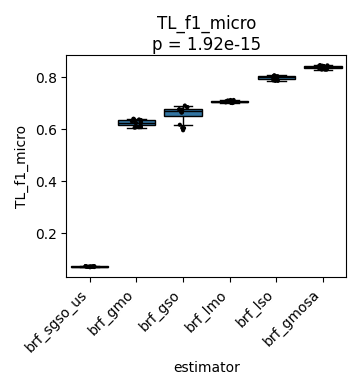 TL_f1_micro
p = 1.92e-15
TL_f1_micro
0.8
0.6
0.4
0.2
brf_sgso_us
brf_gmo
brf_gso
brf_lmo
brf_lso
brf_gmosa
estimator